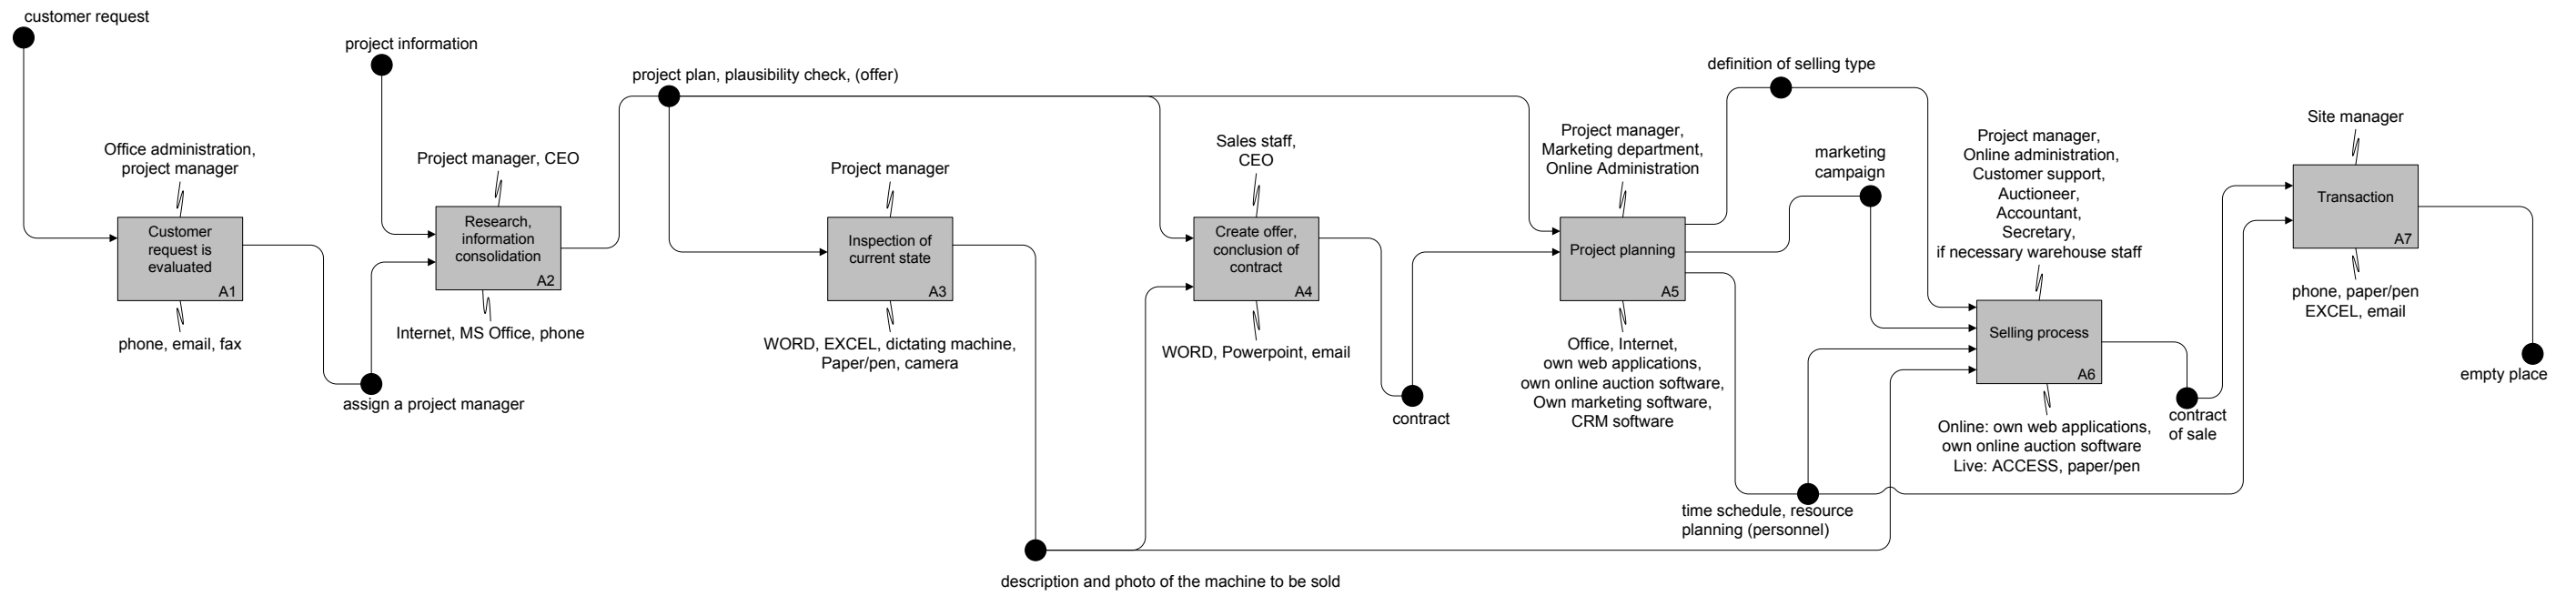 customer request
Office administration,
project manager
Customer
request is
evaluated
A1
phone, email, fax
assign a project manager
project information
Project manager, CEO
Research,
information
consolidation
A2
Internet, MS Office, phone
project plan, plausibility check, (offer)
Project manager
Inspection of
current state
A3
WORD, EXCEL, dictating machine,
Paper/pen, camera
description and photo of the machine to be sold
Sales staff,
CEO
Create offer,
conclusion of
contract
A4
WORD, Powerpoint, email
contract
Project manager,
Marketing department,
Online Administration
Project planning
A5
Office, Internet,
own web applications,
own online auction software,
Own marketing software,
CRM software
definition of selling type
marketing
campaign
time schedule, resource
planning (personnel)
Project manager,
Online administration,
Customer support,
Auctioneer,
Accountant,
Secretary,
if necessary warehouse staff
Selling process
A6
Online: own web applications,
own online auction software
Live: ACCESS, paper/pen
contract
of sale
Site manager
Transaction
A7
phone, paper/pen
EXCEL, email
empty place